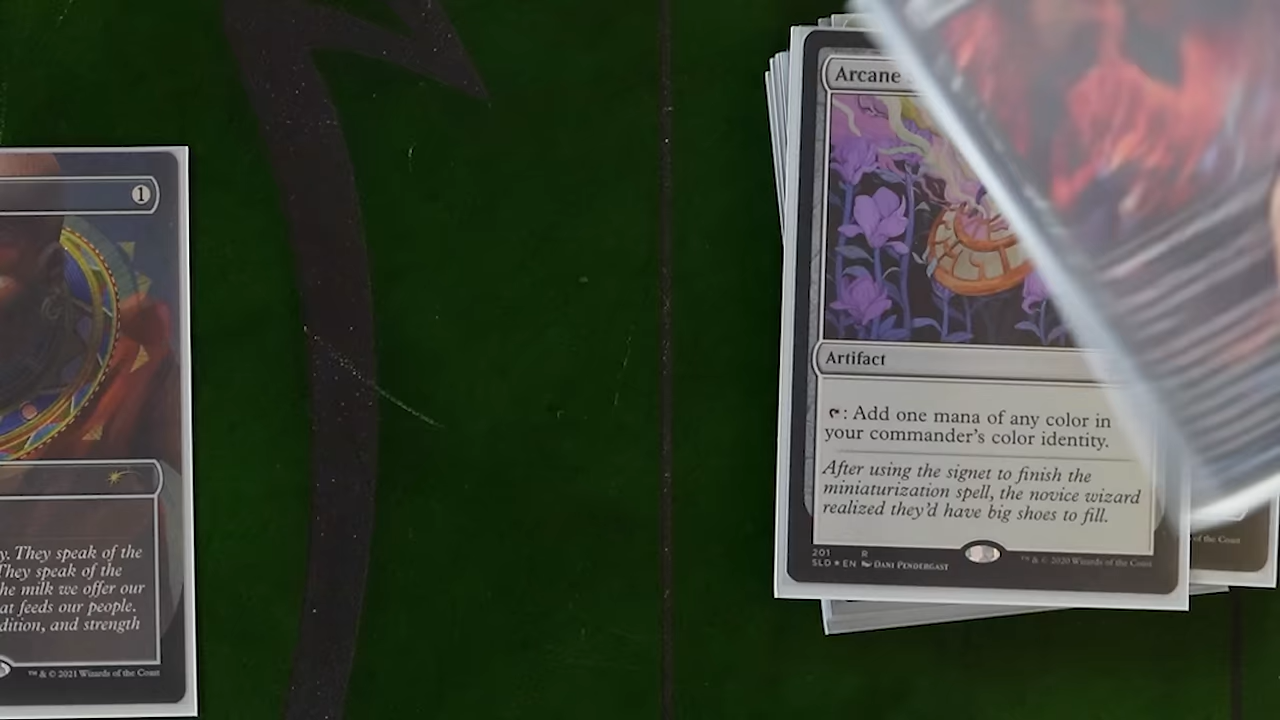 1
y. They speak of the
They speak of the
he milk we offer our
at feeds our people.
dition, and strength
™ & © 2021 Wizards of the Coast
Arcane
Artifact
: Add one mana of any color in
your commander's color identity.
After using the signet to finish the
miniaturization spell, the novice wizard
realized they'd have big shoes to fill.
201 R
SLD EN DANI PENDERGAST
™ & © 2020 Wizards of the Coast
of the Coast